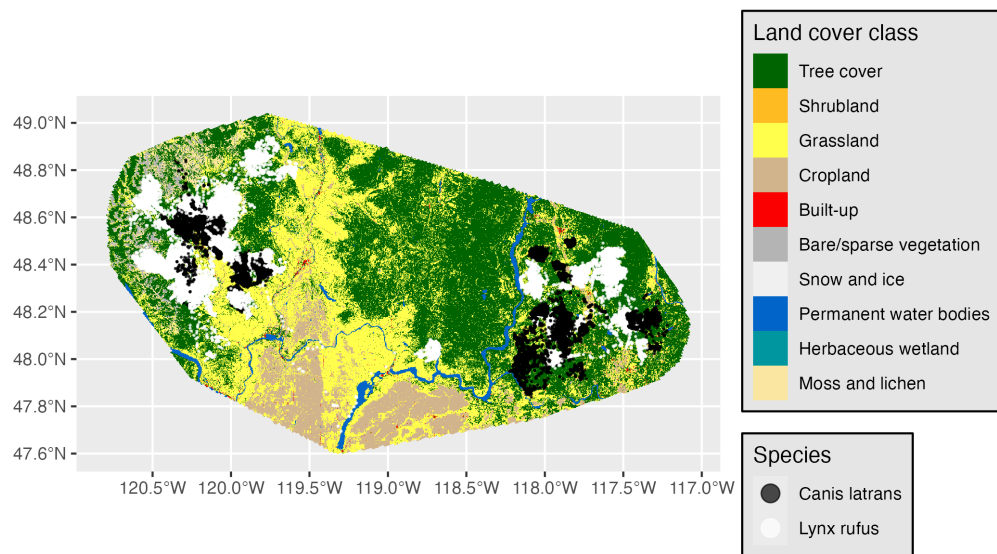 Land cover class
Tree cover
Shrubland
Grassland
Cropland
Built-up
Bare/sparse vegetation
Snow and ice
Permanent water bodies
Herbaceous wetland
Moss and lichen
49.0°N
48.8°N
48.6°N
48.4°N
48.2°N
48.0°N
47.8°N
47.6°N
120.5°W 120.0°W 119.5°W 119.0°W 118.5°W 118.0°W 117.5°W 117.0°W
Species
Canis latrans
Lynx rufus